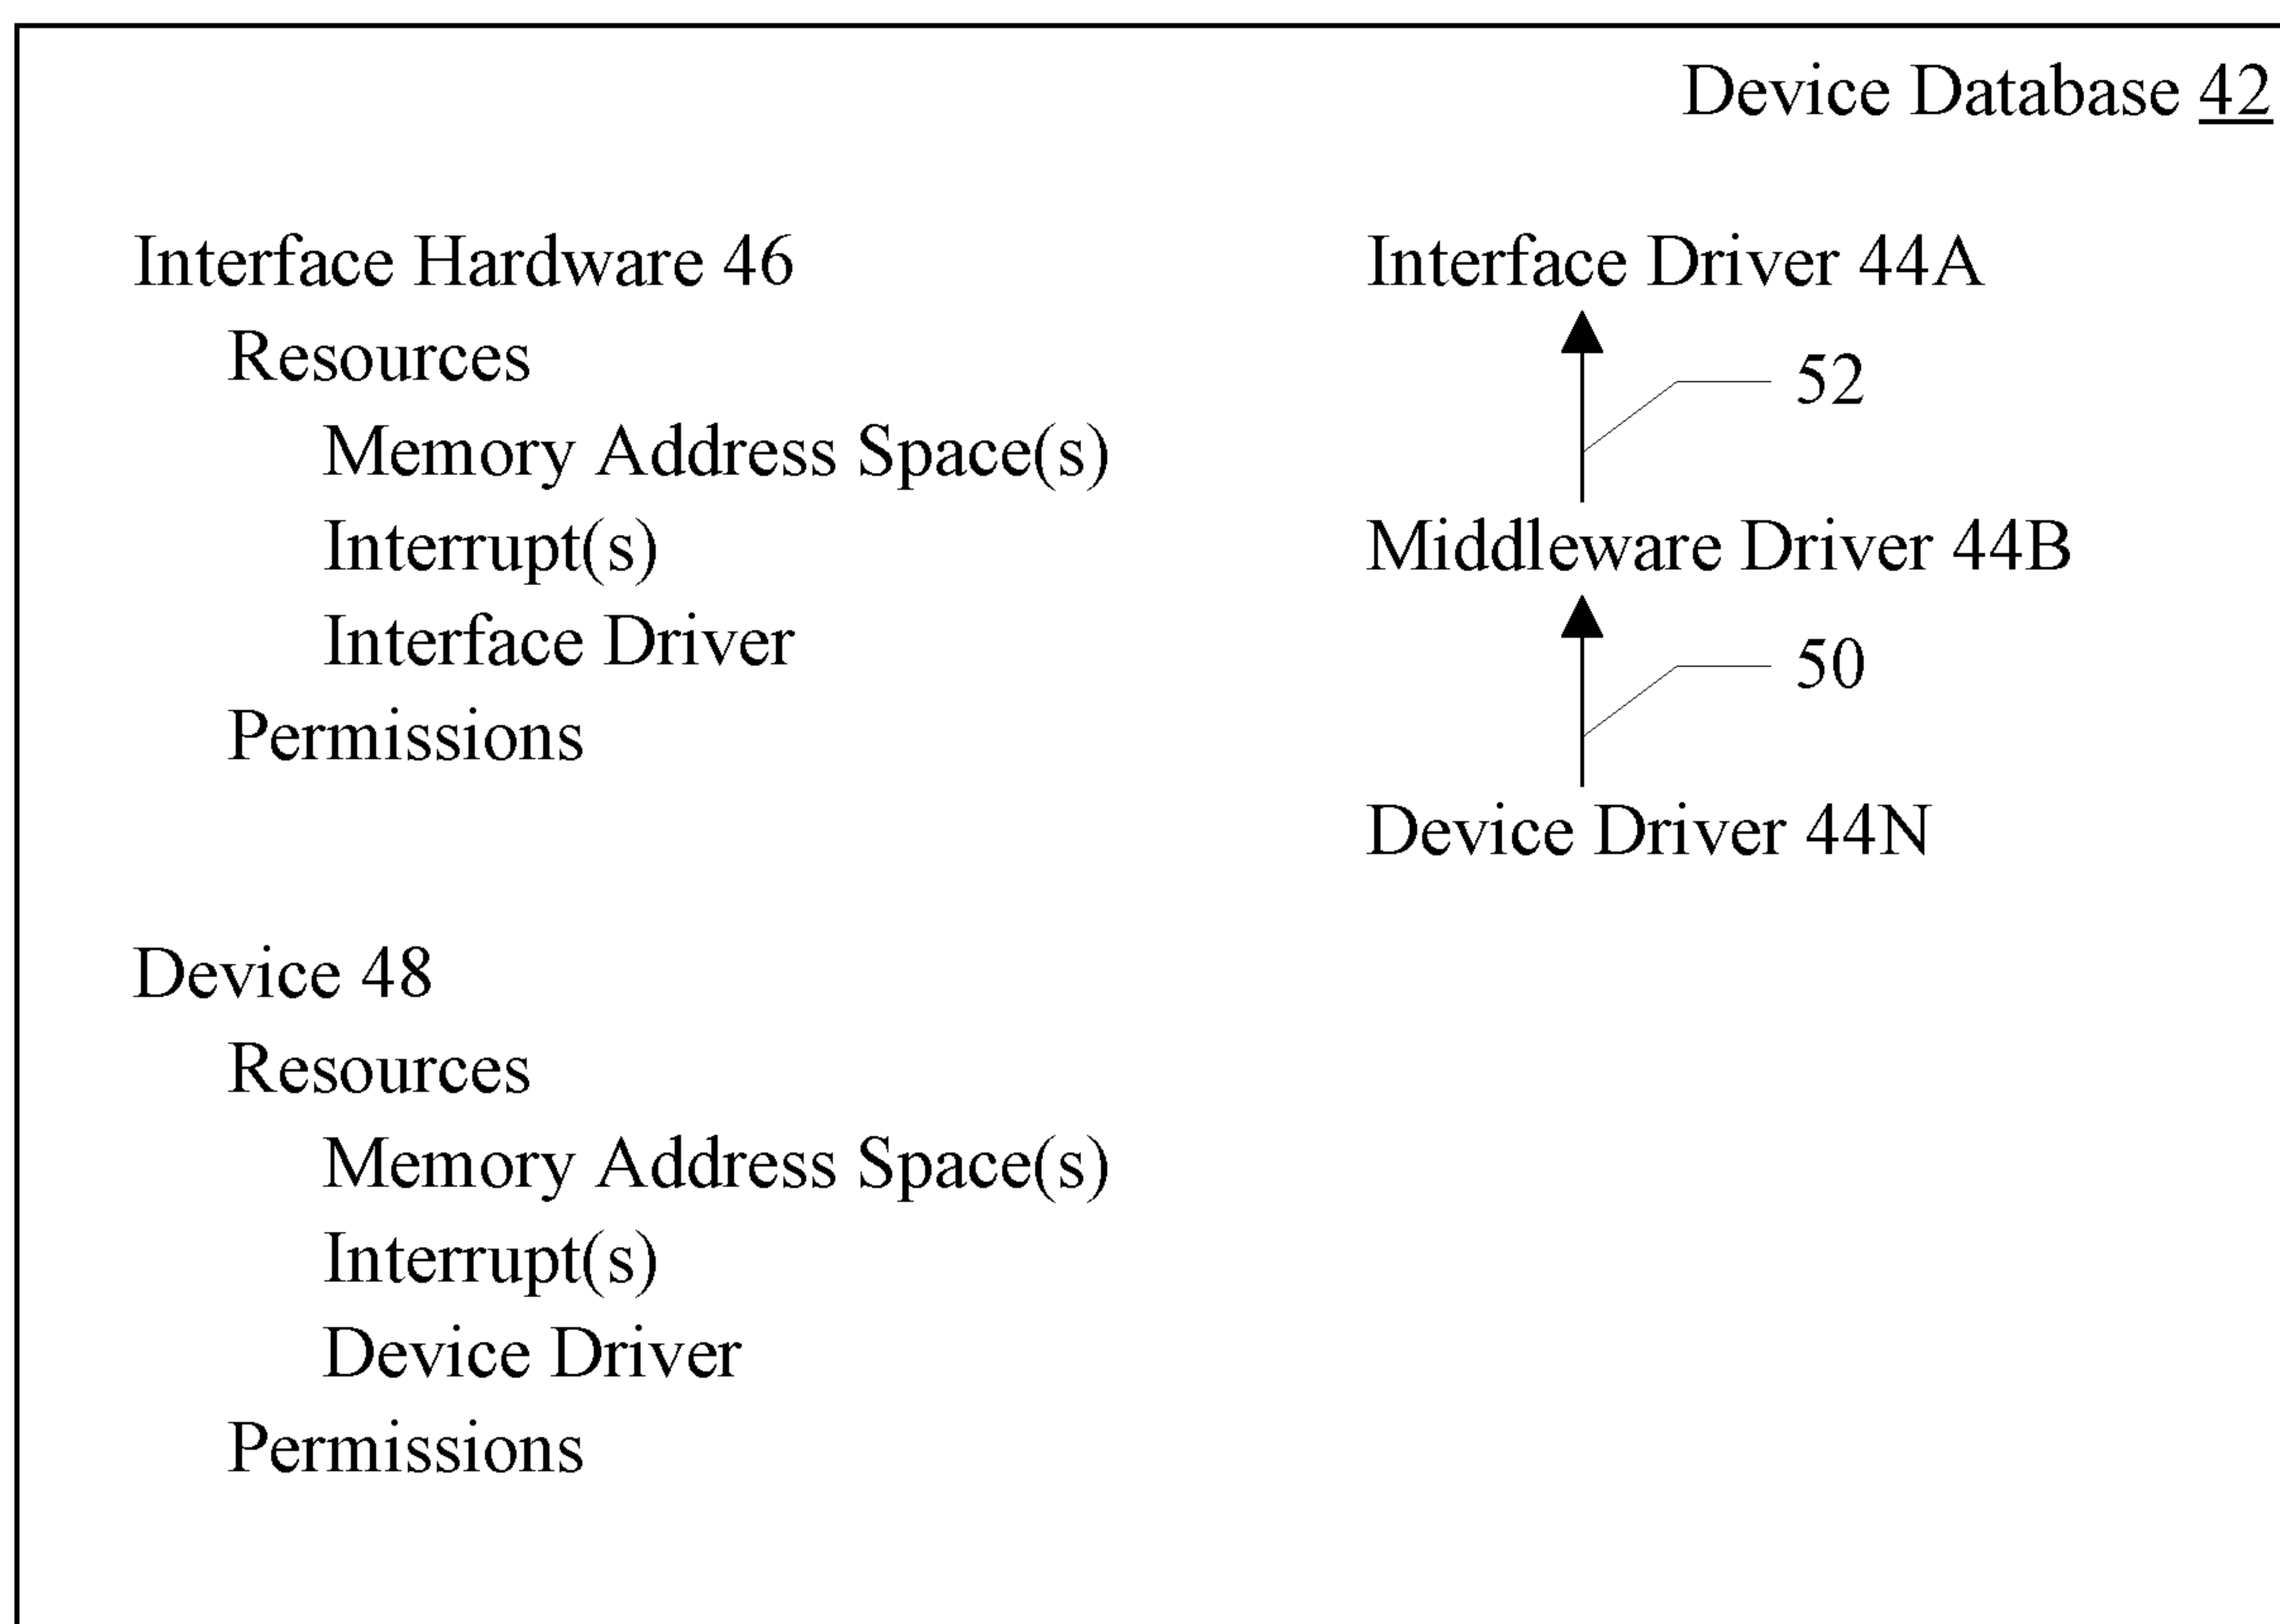 Device Database 42
Interface Hardware 46
Resources
Memory Address Space(s)
Interrupt(s)
Interface Driver
Permissions
Device 48
Resources
Memory Address Space(s)
Interrupt(s)
Device Driver
Permissions
Interface Driver 44A
52
Middleware Driver 44B
50
Device Driver 44N